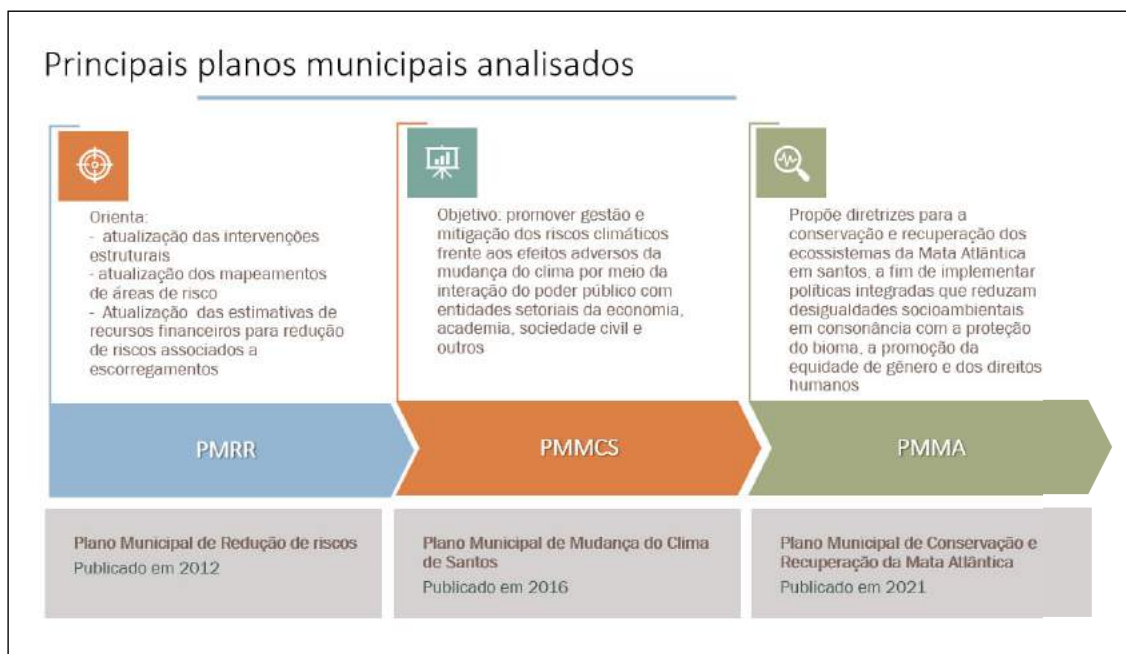 Principais planos municipais analisados
Orienta:
- atualização das intervenções
estruturais
- atualização dos mapeamentos
de áreas de risco
- Atualização das estimativas de
recursos financeiros para redução
de riscos associados a
escorregamentos
Objetivo: promover gestão e
mitigação dos riscos climáticos
frente aos efeitos adversos da
mudança do clima por meio da
interação do poder público com
entidades setoriais da economia,
academia, sociedade civil e
outros
Propõe diretrizes para a
conservação e recuperação dos
ecossistemas da Mata Atlântica
em santos, a fim de implementar
políticas integradas que reduzam
desigualdades socioambientais
em consonância com a proteção
do bioma, a promoção da
equidade de gênero e dos direitos
humanos
PMRR
PMMCS
PMMA
Plano Municipal de Redução de riscos
Publicado em 2012
Plano Municipal de Mudança do Clima
de Santos
Publicado em 2016
Plano Municipal de Conservação e
Recuperação da Mata Atlântica
Publicado em 2021